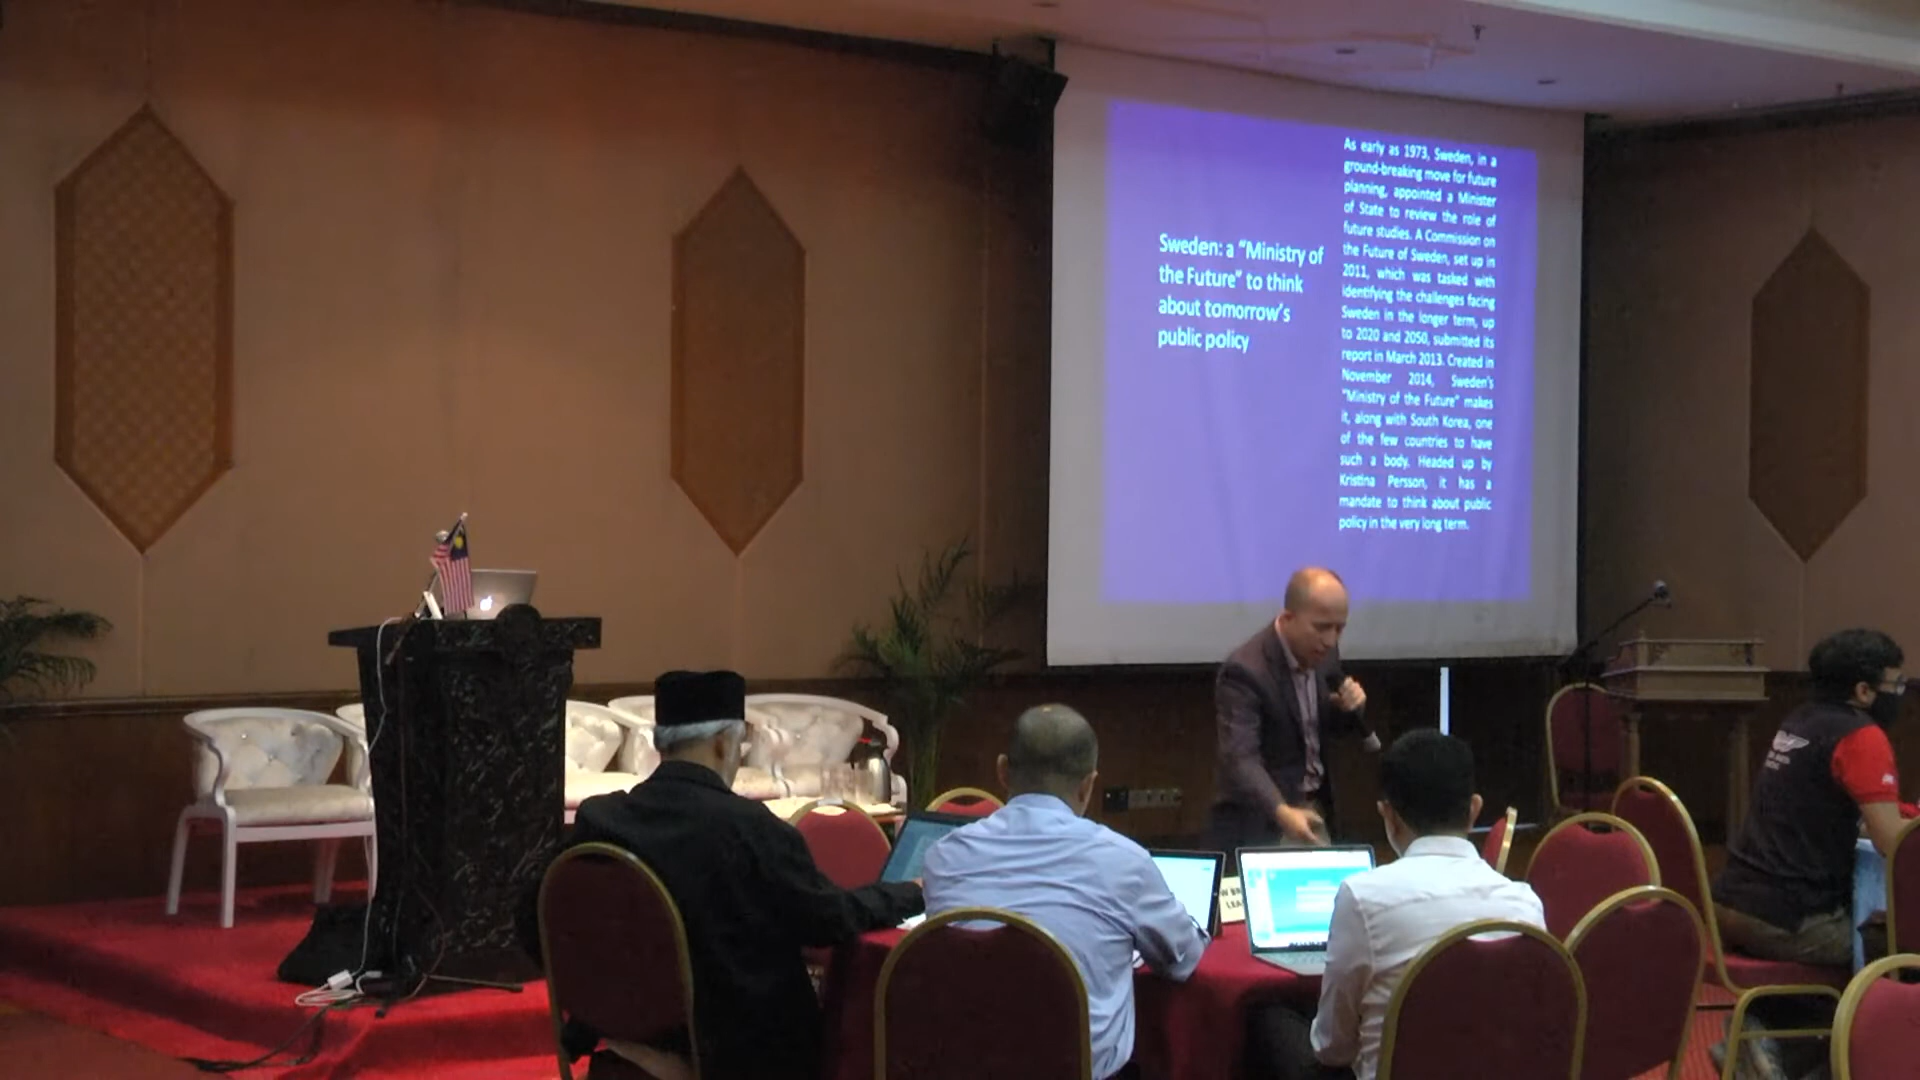 Sweden: a “Ministry of
the Future” to think
about tomorrow’s
public policy
As early as 1973, Sweden, in a
ground-breaking move for future
planning, appointed a Minister
of State to review the role of
future studies. A Commission on
the Future of Sweden, set up in
2011, which was tasked with
identifying the challenges facing
Sweden in the longer term, up
to 2020 and 2050, submitted its
report in March 2013. Created in
November 2014, Sweden’s
“Ministry of the Future” makes
it, along with South Korea, one
of the few countries to have
such a body. Headed up by
Kristina Persson, it has a
mandate to think about public
policy in the very long term.